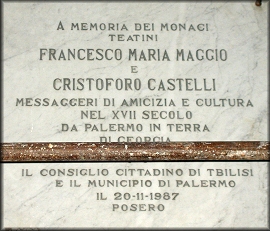 A MEMORIA DEI MONACI
TEATINI
FRANCESCO MARIA MAGGIO
E
CRISTOFORO CASTELLI
MESSAGGERI DI AMICIZIA E CULTURA
NEL XVII SECOLO
DA PALERMO IN TERRA
DI GEORGIA
IL CONSIGLIO CITTADINO DI TBILISI
E IL MUNICIPIO DI PALERMO
IL 20-11-1987
POSERO